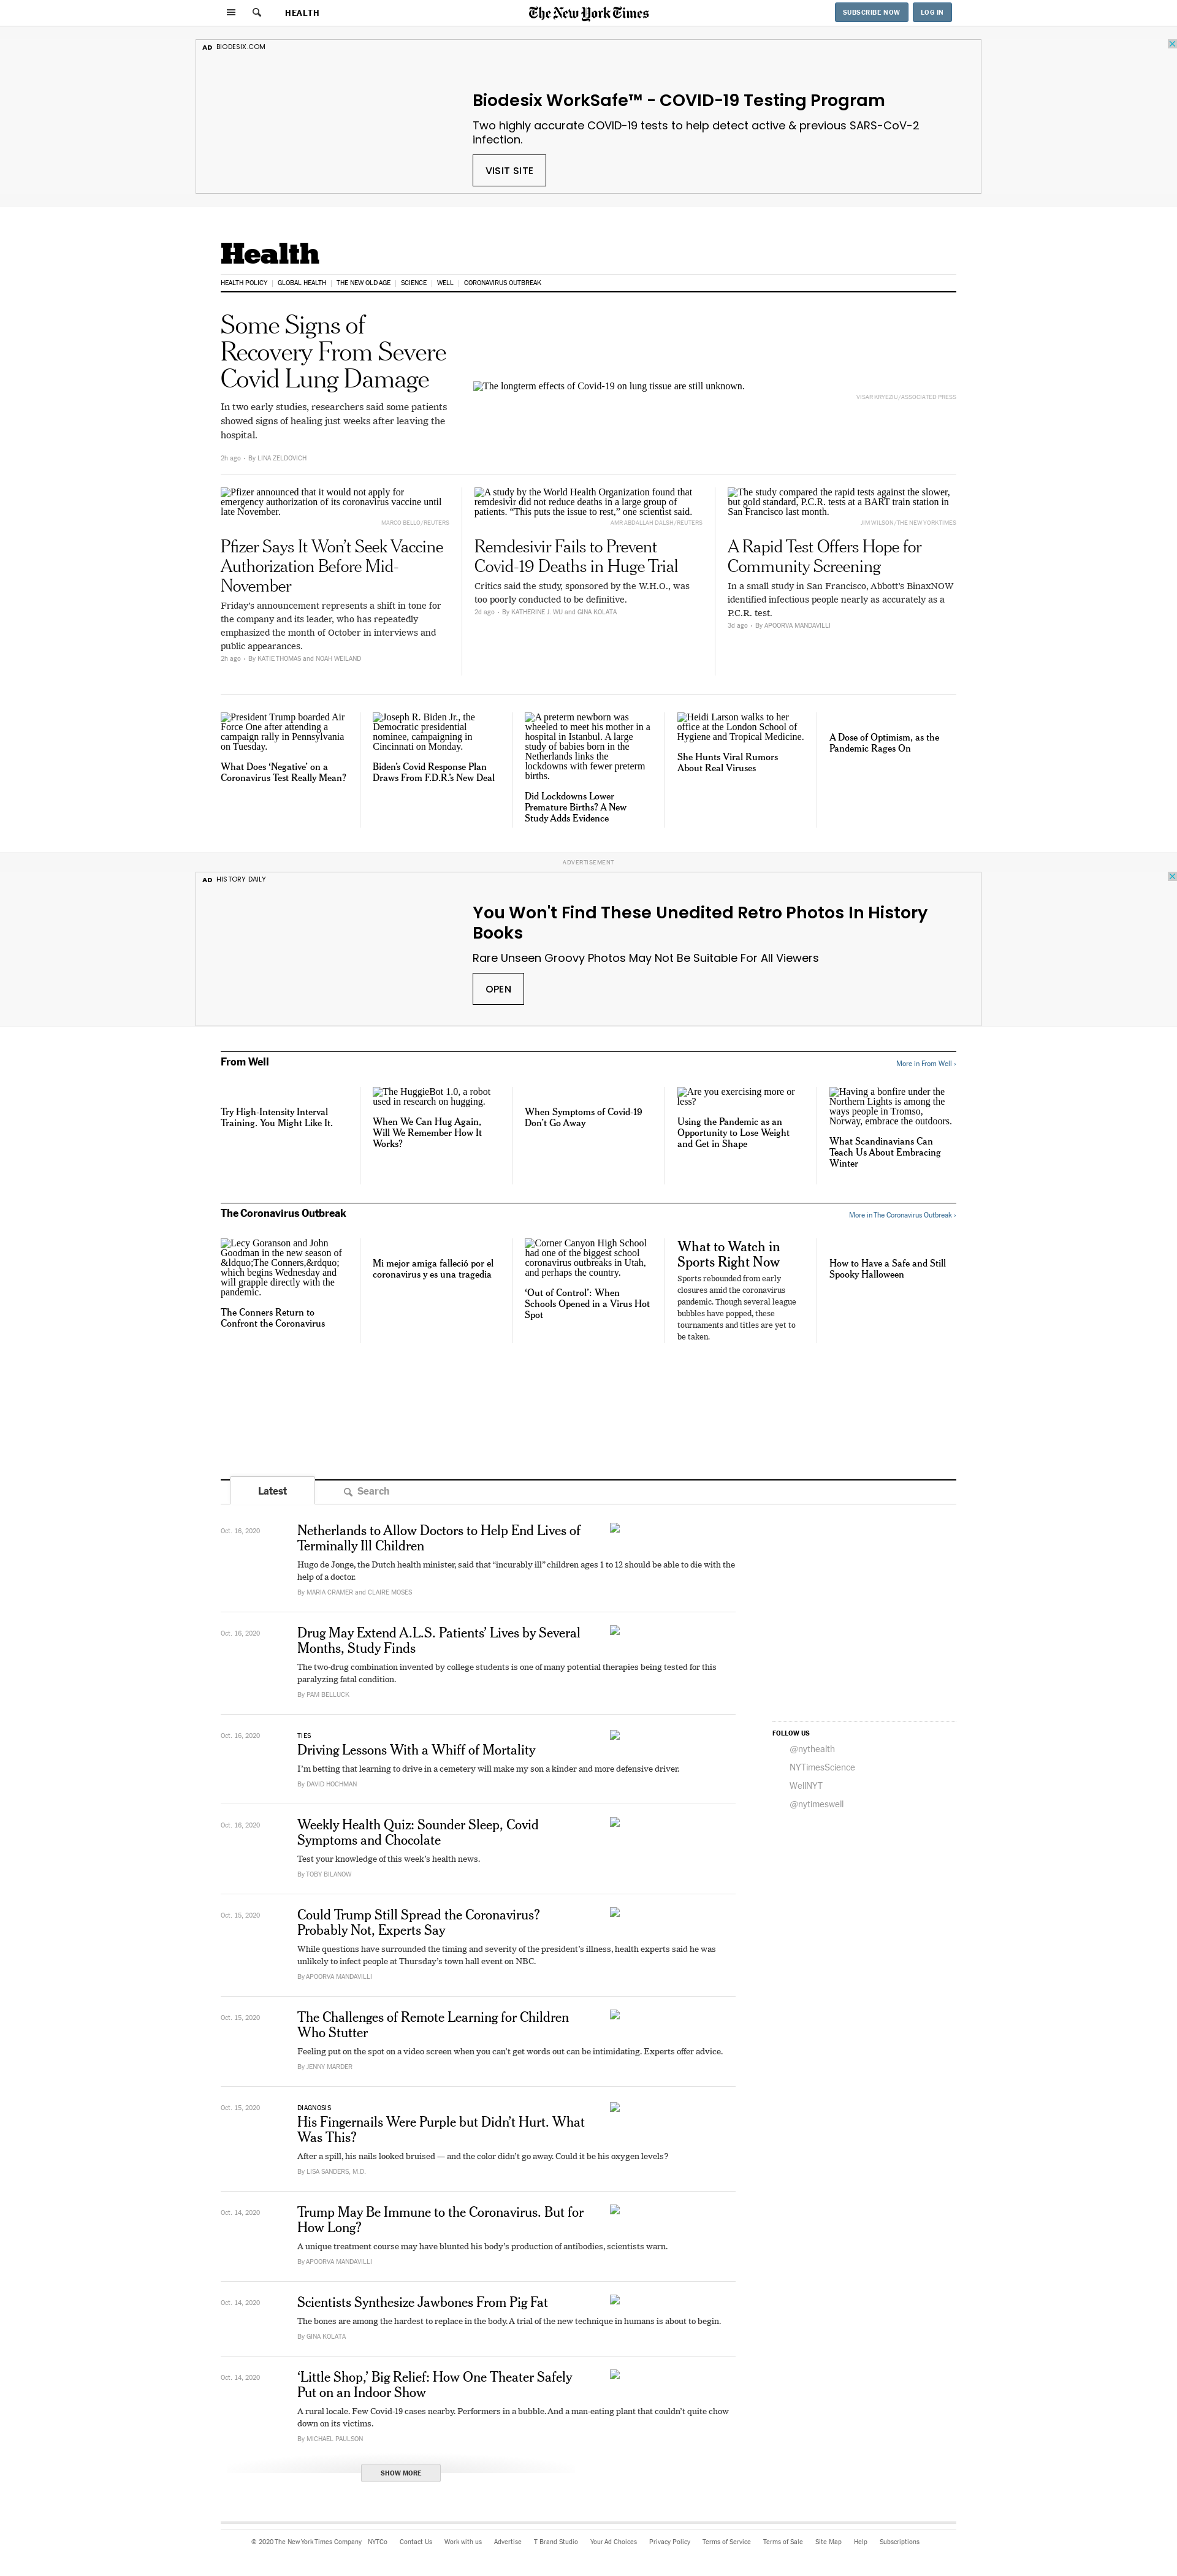 HEALTH
The New York Times
SUBSCRIBE NOW
LOG IN
AD BIODESIX.COM
Biodesix WorkSafe™ - COVID-19 Testing Program
Two highly accurate COVID-19 tests to help detect active & previous SARS-CoV-2
infection.
VISIT SITE
Health
HEALTH POLICY | GLOBAL HEALTH | THE NEW OLD AGE | SCIENCE | WELL | CORONAVIRUS OUTBREAK
Some Signs of
Recovery From Severe
Covid Lung Damage
In two early studies, researchers said some patients
showed signs of healing just weeks after leaving the
hospital.
2h ago • By LINA ZELDOVICH
The longterm effects of Covid-19 on lung tissue are still unknown.
VISAR KRYEZIU/ASSOCIATED PRESS
Pfizer announced that it would not apply for
emergency authorization of its coronavirus vaccine until
late November.
MARCO BELLO/REUTERS
Pfizer Says It Won’t Seek Vaccine
Authorization Before Mid-
November
Friday’s announcement represents a shift in tone for
the company and its leader, who has repeatedly
emphasized the month of October in interviews and
public appearances.
2h ago • By KATIE THOMAS and NOAH WEILAND
A study by the World Health Organization found that
remdesivir did not reduce deaths in a large group of
patients. “This puts the issue to rest,” one scientist said.
AMR ABDALLAH DALSH/REUTERS
Remdesivir Fails to Prevent
Covid-19 Deaths in Huge Trial
Critics said the study, sponsored by the W.H.O., was
too poorly conducted to be definitive.
2d ago • By KATHERINE J. WU and GINA KOLATA
The study compared the rapid tests against the slower,
but gold standard, P.C.R. tests at a BART train station in
San Francisco last month.
JIM WILSON/THE NEW YORK TIMES
A Rapid Test Offers Hope for
Community Screening
In a small study in San Francisco, Abbott’s BinaxNOW
identified infectious people nearly as accurately as a
P.C.R. test.
3d ago • By APOORVA MANDAVILLI
President Trump boarded Air
Force One after attending a
campaign rally in Pennsylvania
on Tuesday.
What Does ‘Negative’ on a
Coronavirus Test Really Mean?
Joseph R. Biden Jr., the
Democratic presidential
nominee, campaigning in
Cincinnati on Monday.
Biden’s Covid Response Plan
Draws From F.D.R.’s New Deal
A preterm newborn was
wheeled to meet his mother in a
hospital in Istanbul. A large
study of babies born in the
Netherlands links the
lockdowns with fewer preterm
births.
Did Lockdowns Lower
Premature Births? A New
Study Adds Evidence
Heidi Larson walks to her
office at the London School of
Hygiene and Tropical Medicine.
She Hunts Viral Rumors
About Real Viruses
A Dose of Optimism, as the
Pandemic Rages On
ADVERTISEMENT
AD HISTORY DAILY
You Won't Find These Unedited Retro Photos In History
Books
Rare Unseen Groovy Photos May Not Be Suitable For All Viewers
OPEN
From Well
More in From Well ›
Try High-Intensity Interval
Training. You Might Like It.
The HuggieBot 1.0, a robot
used in research on hugging.
When We Can Hug Again,
Will We Remember How It
Works?
When Symptoms of Covid-19
Don’t Go Away
Are you exercising more or
less?
Using the Pandemic as an
Opportunity to Lose Weight
and Get in Shape
Having a bonfire under the
Northern Lights is among the
ways people in Tromso,
Norway, embrace the outdoors.
What Scandinavians Can
Teach Us About Embracing
Winter
The Coronavirus Outbreak
More in The Coronavirus Outbreak ›
Lecy Goranson and John
Goodman in the new season of
&ldquo;The Conners,&rdquo;
which begins Wednesday and
will grapple directly with the
pandemic.
The Conners Return to
Confront the Coronavirus
Mi mejor amiga falleció por el
coronavirus y es una tragedia
Corner Canyon High School
had one of the biggest school
coronavirus outbreaks in Utah,
and perhaps the country.
‘Out of Control’: When
Schools Opened in a Virus Hot
Spot
What to Watch in
Sports Right Now
Sports rebounded from early
closures amid the coronavirus
pandemic. Though several league
bubbles have popped, these
tournaments and titles are yet to
be taken.
How to Have a Safe and Still
Spooky Halloween
Latest
Search
Oct. 16, 2020
Netherlands to Allow Doctors to Help End Lives of
Terminally Ill Children
Hugo de Jonge, the Dutch health minister, said that “incurably ill” children ages 1 to 12 should be able to die with the
help of a doctor.
By MARIA CRAMER and CLAIRE MOSES
Oct. 16, 2020
Drug May Extend A.L.S. Patients’ Lives by Several
Months, Study Finds
The two-drug combination invented by college students is one of many potential therapies being tested for this
paralyzing fatal condition.
By PAM BELLUCK
Oct. 16, 2020
TIES
Driving Lessons With a Whiff of Mortality
I’m betting that learning to drive in a cemetery will make my son a kinder and more defensive driver.
By DAVID HOCHMAN
Oct. 16, 2020
Weekly Health Quiz: Sounder Sleep, Covid
Symptoms and Chocolate
Test your knowledge of this week’s health news.
By TOBY BILANOW
Oct. 15, 2020
Could Trump Still Spread the Coronavirus?
Probably Not, Experts Say
While questions have surrounded the timing and severity of the president’s illness, health experts said he was
unlikely to infect people at Thursday’s town hall event on NBC.
By APOORVA MANDAVILLI
Oct. 15, 2020
The Challenges of Remote Learning for Children
Who Stutter
Feeling put on the spot on a video screen when you can’t get words out can be intimidating. Experts offer advice.
By JENNY MARDER
Oct. 15, 2020
DIAGNOSIS
His Fingernails Were Purple but Didn’t Hurt. What
Was This?
After a spill, his nails looked bruised — and the color didn’t go away. Could it be his oxygen levels?
By LISA SANDERS, M.D.
Oct. 14, 2020
Trump May Be Immune to the Coronavirus. But for
How Long?
A unique treatment course may have blunted his body’s production of antibodies, scientists warn.
By APOORVA MANDAVILLI
Oct. 14, 2020
Scientists Synthesize Jawbones From Pig Fat
The bones are among the hardest to replace in the body. A trial of the new technique in humans is about to begin.
By GINA KOLATA
Oct. 14, 2020
‘Little Shop,’ Big Relief: How One Theater Safely
Put on an Indoor Show
A rural locale. Few Covid-19 cases nearby. Performers in a bubble. And a man-eating plant that couldn’t quite chow
down on its victims.
By MICHAEL PAULSON
SHOW MORE
FOLLOW US
@nythealth
NYTimesScience
WellNYT
@nytimeswell
© 2020 The New York Times Company NYTCo Contact Us Work with us Advertise T Brand Studio Your Ad Choices Privacy Policy Terms of Service Terms of Sale Site Map Help Subscriptions